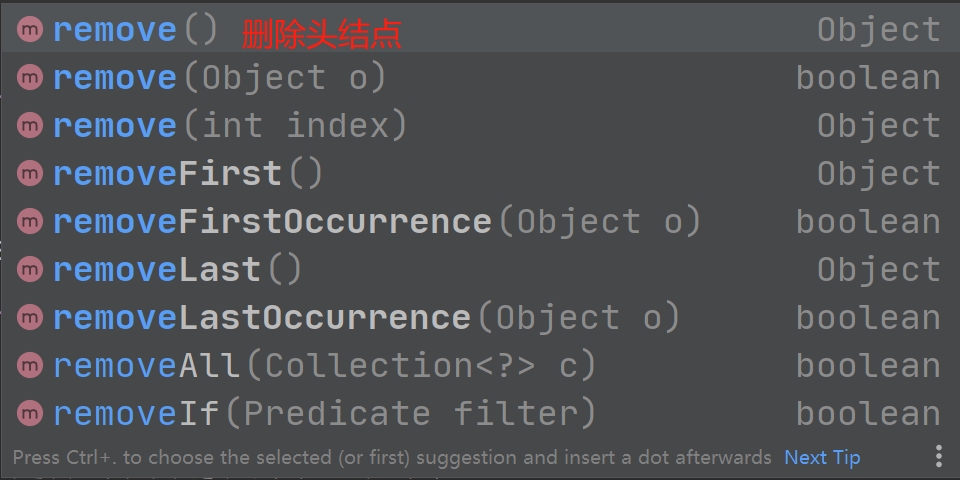 m remove() 删除头结点 Object
m remove(Object o) boolean
m remove(int index) Object
m removeFirst() Object
m removeFirstOccurrence(Object o) boolean
m removeLast() Object
m removeLastOccurrence(Object o) boolean
m removeAll(Collection<?> c) boolean
m removeIf(Predicate filter) boolean
Press Ctrl+. to choose the selected (or first) suggestion and insert a dot afterwards Next Tip